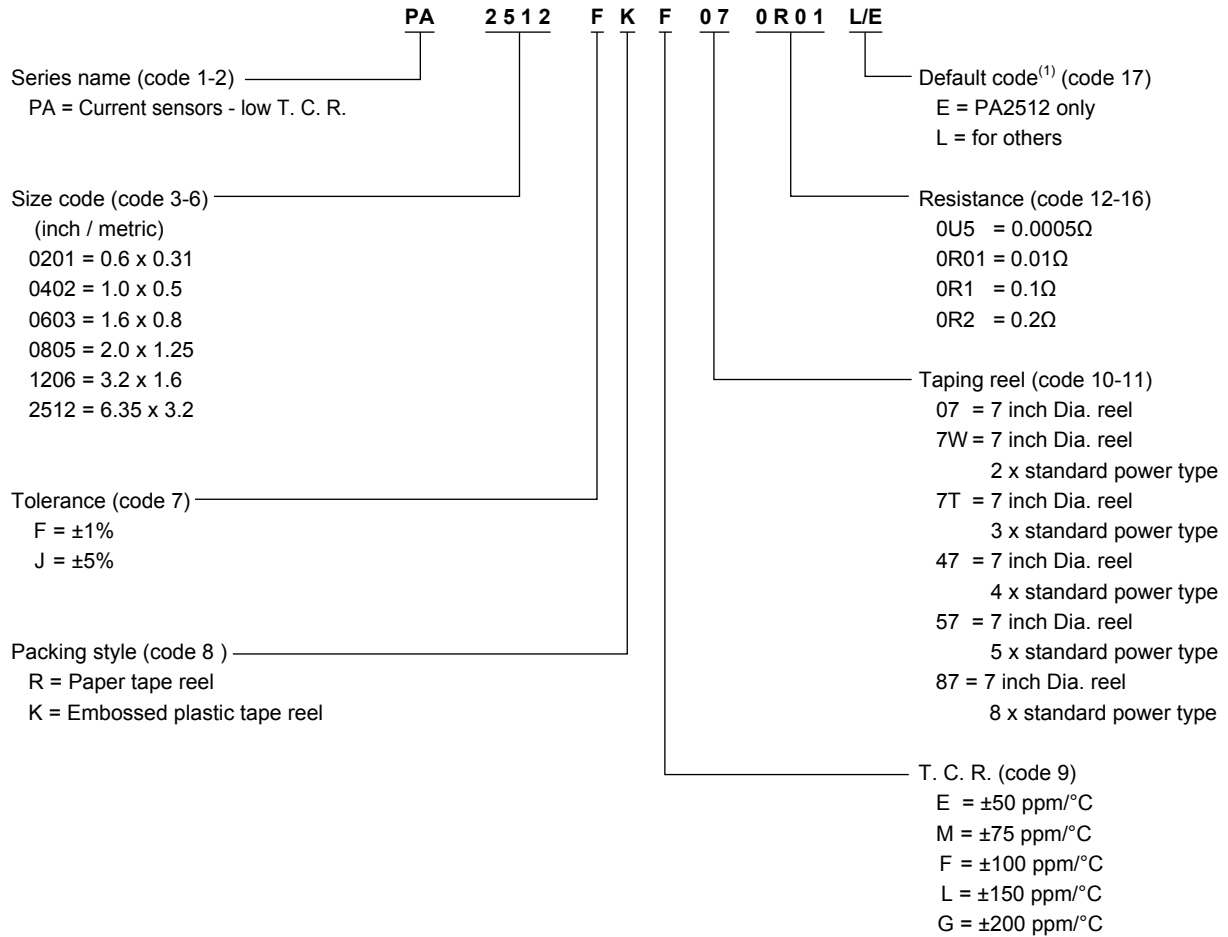 PA 2512 F K F 07 0R01 L/E
Series name (code 1-2)
PA = Current sensors - low T. C. R.
Size code (code 3-6)
(inch / metric)
0201 = 0.6 x 0.31
0402 = 1.0 x 0.5
0603 = 1.6 x 0.8
0805 = 2.0 x 1.25
1206 = 3.2 x 1.6
2512 = 6.35 x 3.2
Tolerance (code 7)
F = ±1%
J = ±5%
Packing style (code 8 )
R = Paper tape reel
K = Embossed plastic tape reel
Default code(1) (code 17)
E = PA2512 only
L = for others
Resistance (code 12-16)
0U5 = 0.0005Ω
0R01 = 0.01Ω
0R1 = 0.1Ω
0R2 = 0.2Ω
Taping reel (code 10-11)
07 = 7 inch Dia. reel
7W = 7 inch Dia. reel
2 x standard power type
7T = 7 inch Dia. reel
3 x standard power type
47 = 7 inch Dia. reel
4 x standard power type
57 = 7 inch Dia. reel
5 x standard power type
87 = 7 inch Dia. reel
8 x standard power type
T. C. R. (code 9)
E = ±50 ppm/°C
M = ±75 ppm/°C
F = ±100 ppm/°C
L = ±150 ppm/°C
G = ±200 ppm/°C